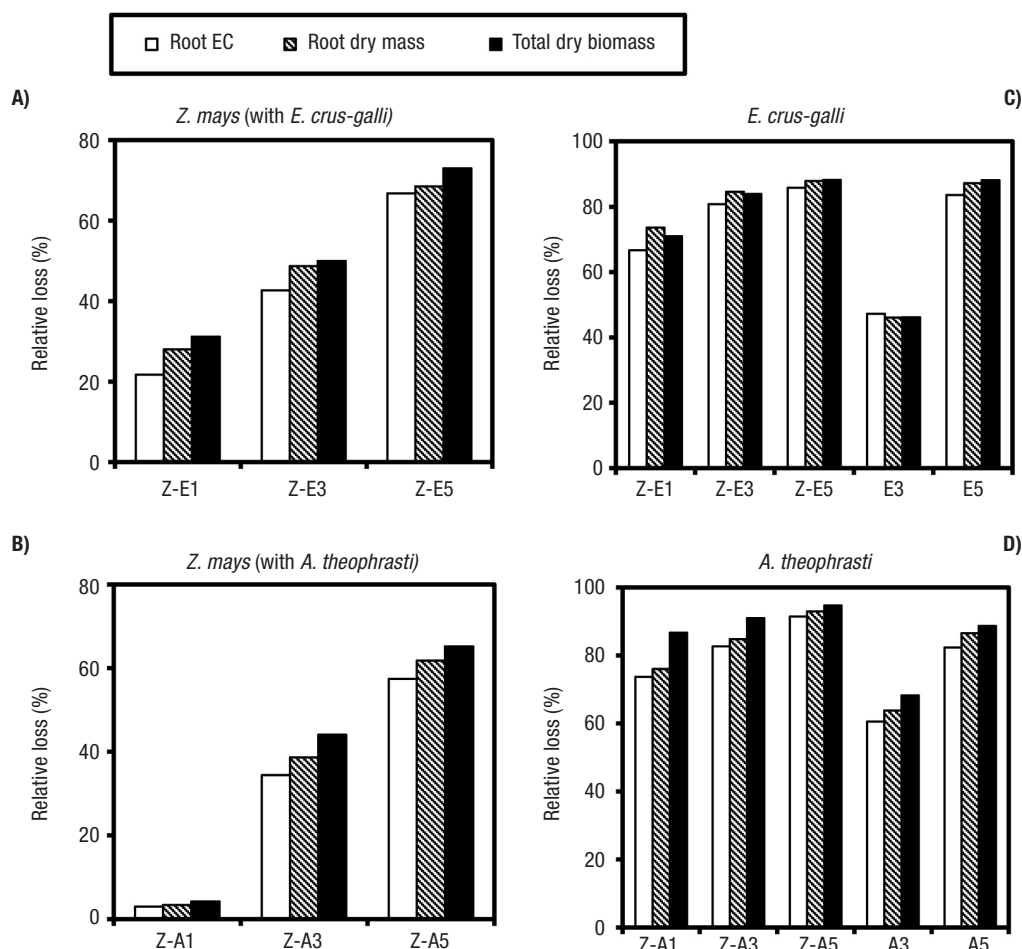 Root EC Root dry mass Total dry biomass
A)
Z. mays (with E. crus-galli)
Relative loss (%)
80
60
40
20
0
Z-E1 Z-E3 Z-E5
C)
E. crus-galli
Relative loss (%)
100
80
60
40
20
0
Z-E1 Z-E3 Z-E5 E3 E5
B)
Z. mays (with A. theophrasti)
Relative loss (%)
80
60
40
20
0
Z-A1 Z-A3 Z-A5
D)
A. theophrasti
Relative loss (%)
100
80
60
40
20
0
Z-A1 Z-A3 Z-A5 A3 A5